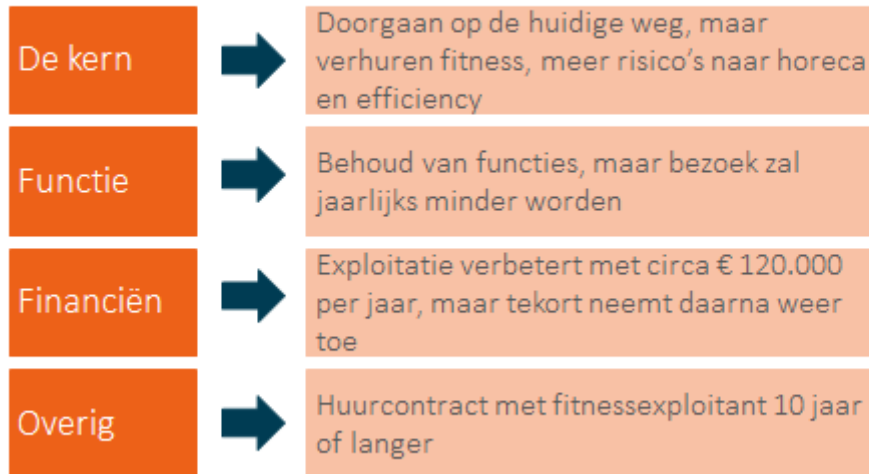 De kern
Doorgaan op de huidige weg, maar
verhuren fitness, meer risico's naar horeca
en efficiency
Functie
Behoud van functies, maar bezoek zal
jaarlijks minder worden
Financiën
Exploitatie verbetert met circa € 120.000
per jaar, maar tekort neemt daarna weer
toe
Overig
Huurcontract met fitnessexploitant 10 jaar
of langer